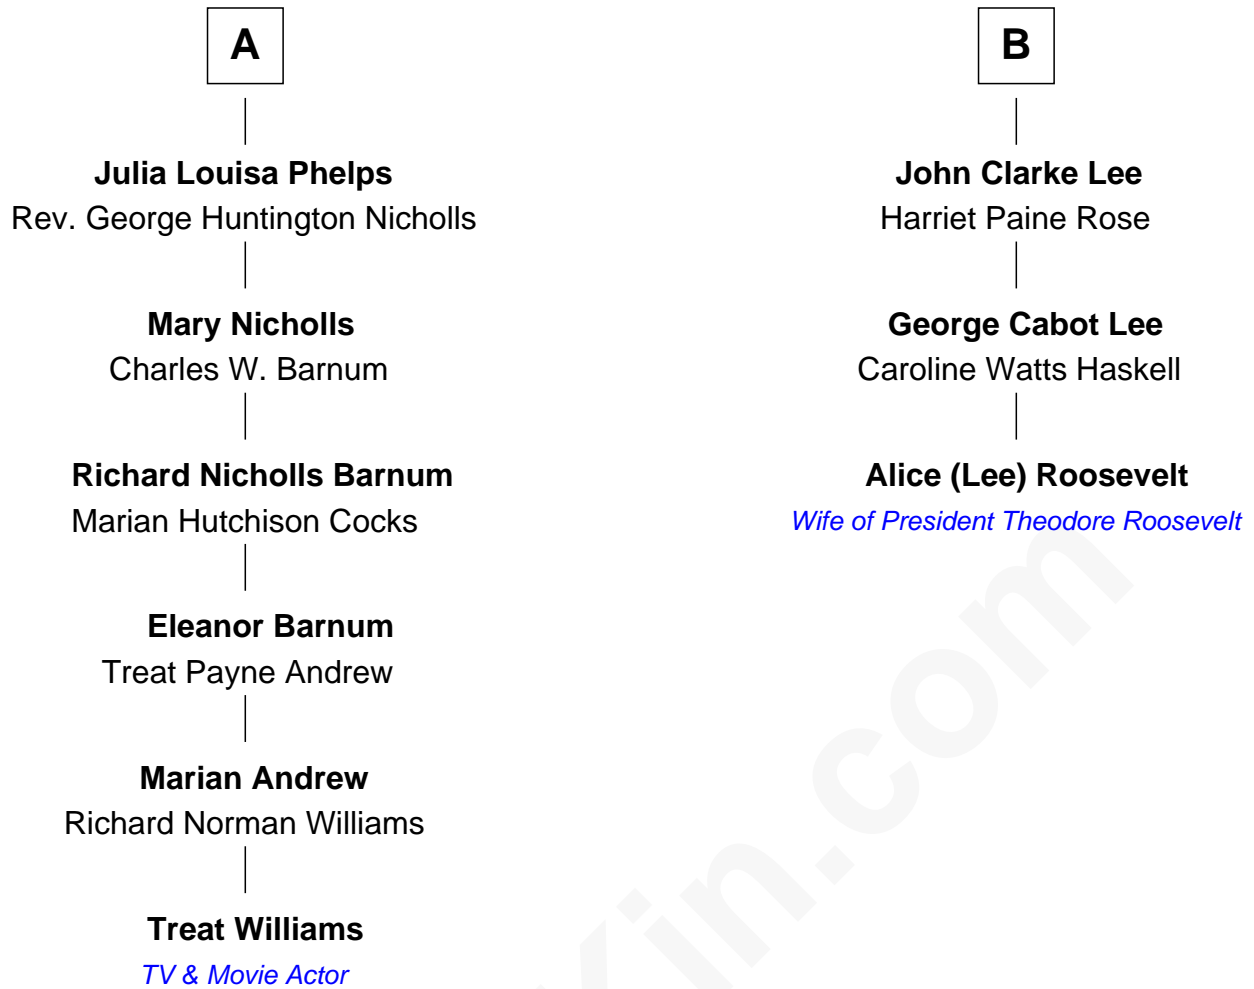 A
Julia Louisa Phelps
Rev. George Huntington Nicholls
Mary Nicholls
Charles W. Barnum
Richard Nicholls Barnum
Marian Hutchison Cocks
Eleanor Barnum
Treat Payne Andrew
Marian Andrew
Richard Norman Williams
Treat Williams
TV & Movie Actor
B
John Clarke Lee
Harriet Paine Rose
George Cabot Lee
Caroline Watts Haskell
Alice (Lee) Roosevelt
Wife of President Theodore Roosevelt
Kin.com